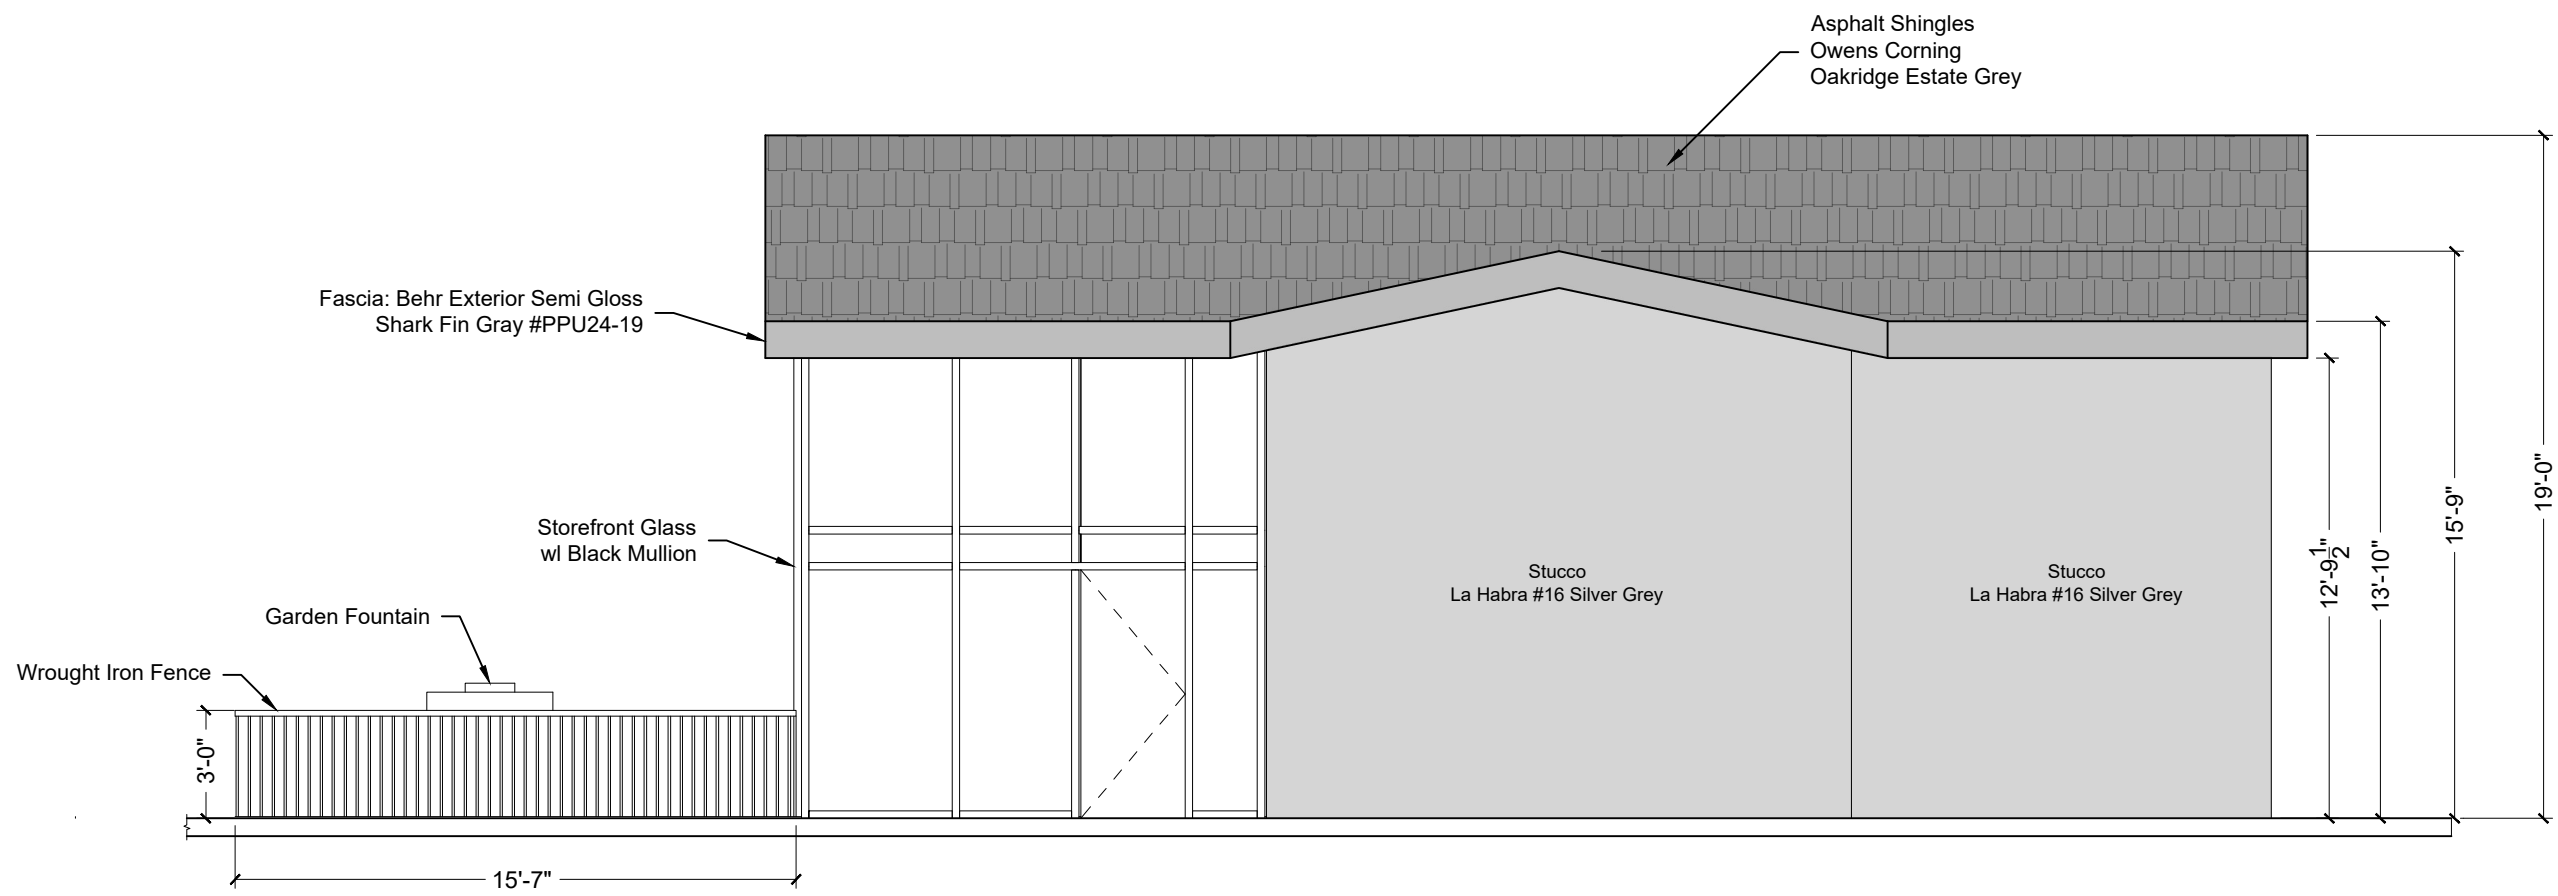 Asphalt Shingles
Owens Corning
Oakridge Estate Grey
Fascia: Behr Exterior Semi Gloss
Shark Fin Gray #PPU24-19
Storefront Glass
wl Black Mullion
Garden Fountain
Wrought Iron Fence
Stucco
La Habra #16 Silver Grey
Stucco
La Habra #16 Silver Grey
3'-0"
15'-7"
12'-9 1/2"
13'-10"
15'-9"
19'-0"